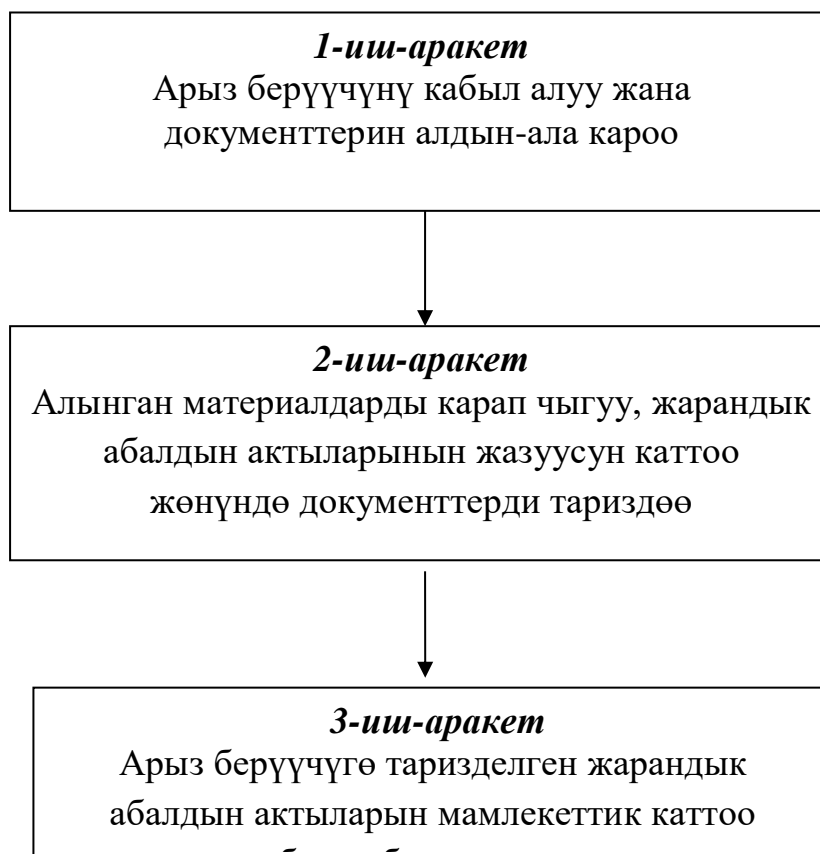 1-иш-аракет
Арыз берүүчүнү кабыл алуу жана
документтерин алдын-ала кароо
2-иш-аракет
Алынган материалдарды карап чыгуу, жарандык
абалдын актыларынын жазуусун каттоо
жөнүндө документтерди тариздөө
3-иш-аракет
Арыз берүүчүгө таризделген жарандык
абалдын актыларын мамлекеттик каттоо